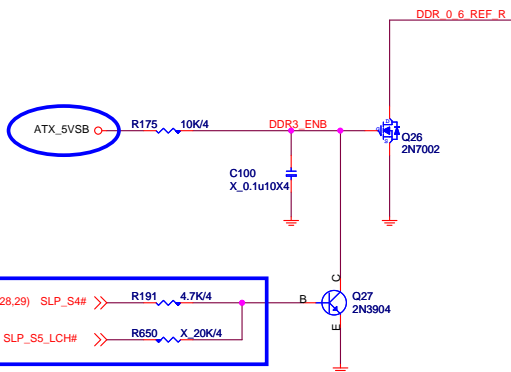 DDR_0_6_REF_R
ATX_5VSB
R175 10K/4
DDR3_ENB
G
D
S
Q26
2N7002
C100
X_0.1u10X4
28,29) SLP_S4#
R191 4.7K/4
B
C
E
Q27
2N3904
SLP_S5_LCH#
R650 X_20K/4